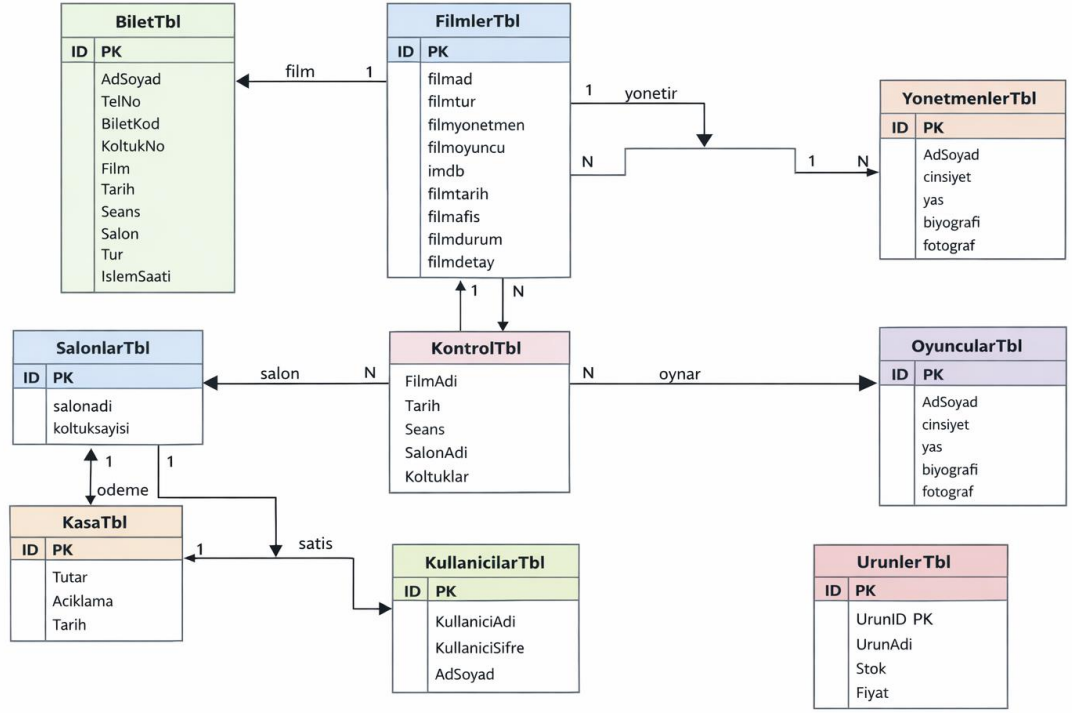 BiletTbl
ID PK
AdSoyad
TelNo
BiletKod
KoltukNo
Film
Tarih
Seans
Salon
Tur
IslemSaati
film 1
FilmlerTbl
ID PK
filmad
filmtur
filmyonetmen
filmoyuncu
imdb
filmtarih
filmafis
filmdurum
filmdetay
1 yonetir
N
1 N
YonetmenlerTbl
ID PK
AdSoyad
cinsiyet
yas
biyografi
fotograf
1 N
SalonlarTbl
ID PK
salonadi
koltuksayisi
salon N
KontrolTbl
FilmAdi
Tarih
Seans
SalonAdi
Koltuklar
N oynar
OyuncularTbl
ID PK
AdSoyad
cinsiyet
yas
biyografi
fotograf
1 1
odeme
KasaTbl
ID PK
Tutar
Aciklama
Tarih
1 satis
KullanicilarTbl
ID PK
KullaniciAdi
KullaniciSifre
AdSoyad
UrunlerTbl
ID PK
UrunID PK
UrunAdi
Stok
Fiyat